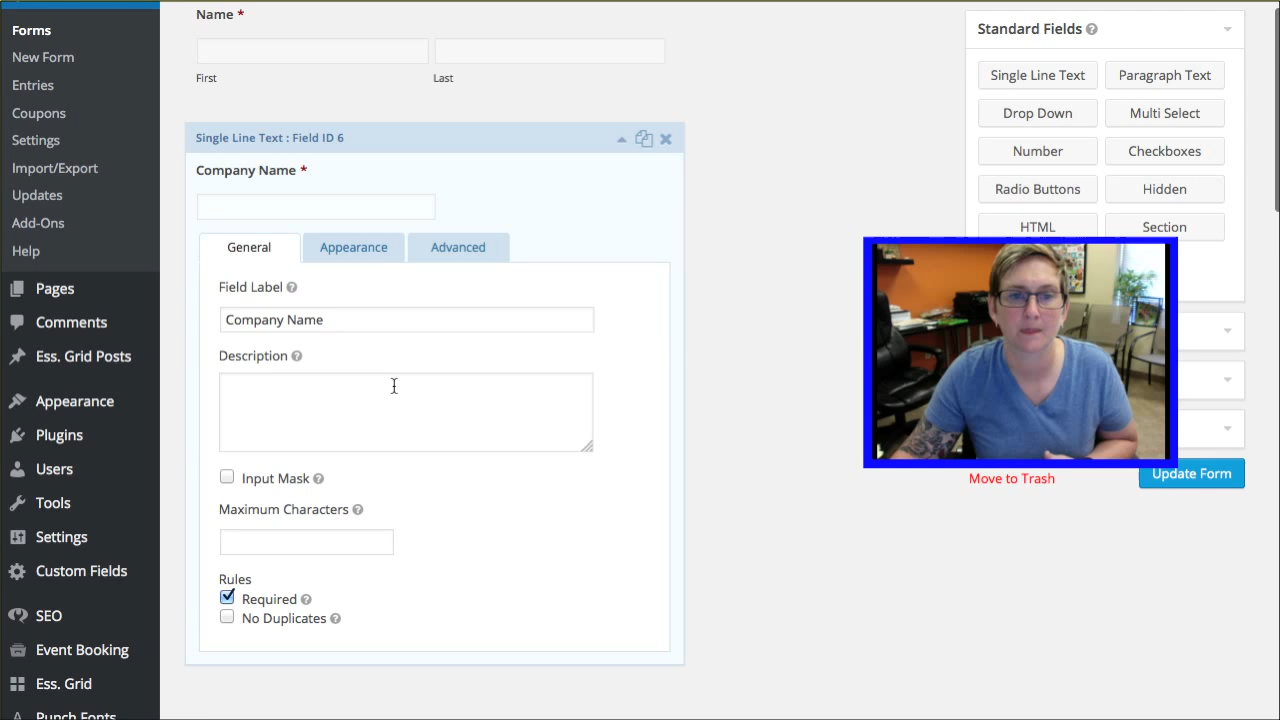 Forms
New Form
Entries
Coupons
Settings
Import/Export
Updates
Add-Ons
Help
Pages
Comments
Ess. Grid Posts
Appearance
Plugins
Users
Tools
Settings
Custom Fields
SEO
Event Booking
Ess. Grid
Punch Fonts
Name *
First
Last
Single Line Text : Field ID 6
Company Name *
General
Appearance
Advanced
Field Label ?
Company Name
Description ?
Input Mask ?
Maximum Characters ?
Rules
Required ?
No Duplicates ?
Standard Fields ?
Single Line Text
Paragraph Text
Drop Down
Multi Select
Number
Checkboxes
Radio Buttons
Hidden
HTML
Section
Move to Trash
Update Form